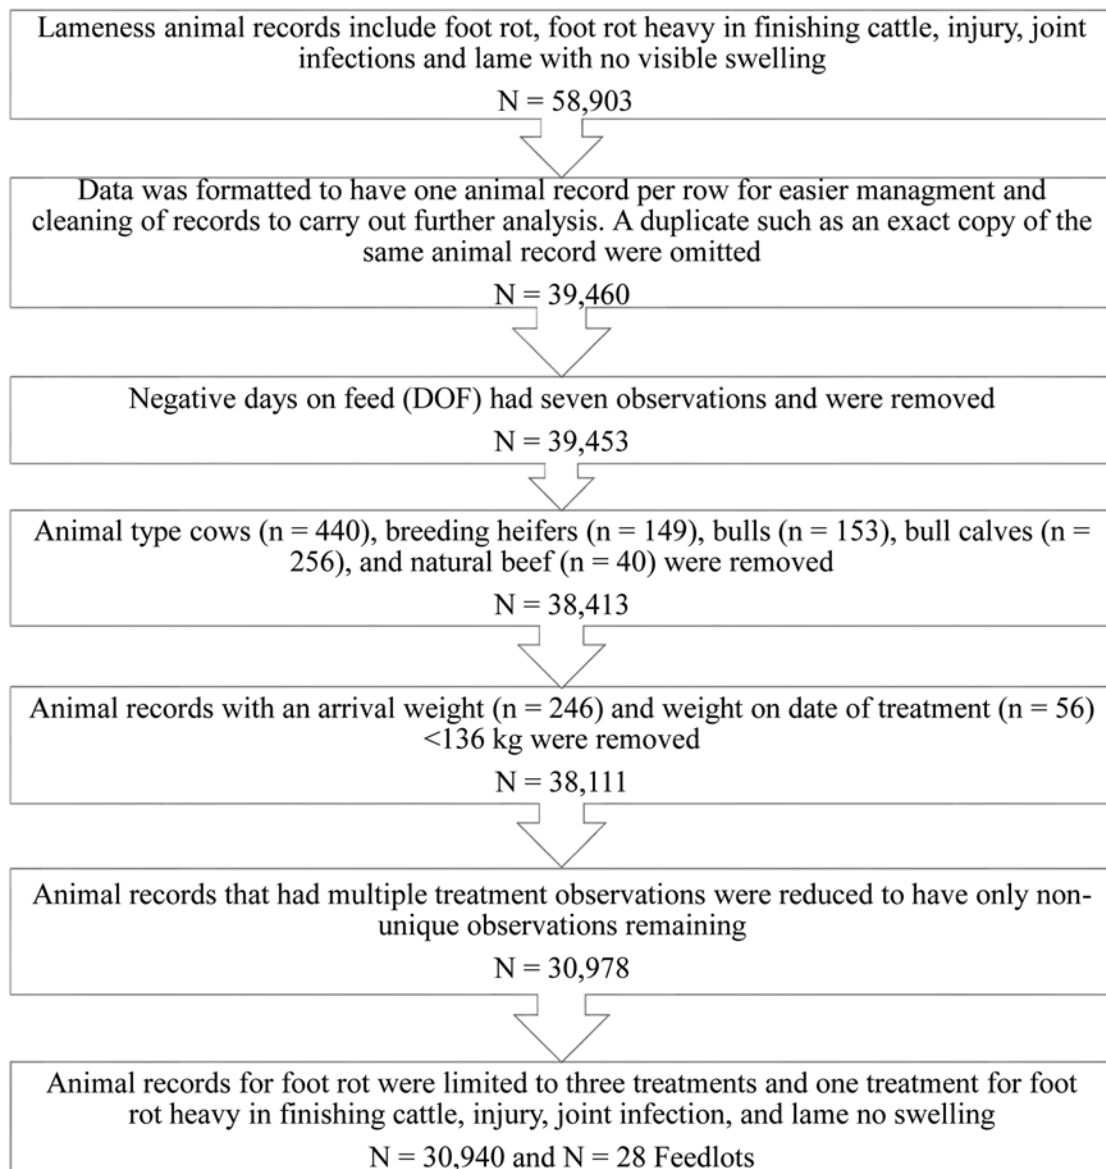 Lameness animal records include foot rot, foot rot heavy in finishing cattle, injury, joint
infections and lame with no visible swelling
N = 58,903
Data was formatted to have one animal record per row for easier managment and
cleaning of records to carry out further analysis. A duplicate such as an exact copy of the
same animal record were omitted
N = 39,460
Negative days on feed (DOF) had seven observations and were removed
N = 39,453
Animal type cows (n = 440), breeding heifers (n = 149), bulls (n = 153), bull calves (n =
256), and natural beef (n = 40) were removed
N = 38,413
Animal records with an arrival weight (n = 246) and weight on date of treatment (n = 56)
<136 kg were removed
N = 38,111
Animal records that had multiple treatment observations were reduced to have only non-
unique observations remaining
N = 30,978
Animal records for foot rot were limited to three treatments and one treatment for foot
rot heavy in finishing cattle, injury, joint infection, and lame no swelling
N = 30,940 and N = 28 Feedlots